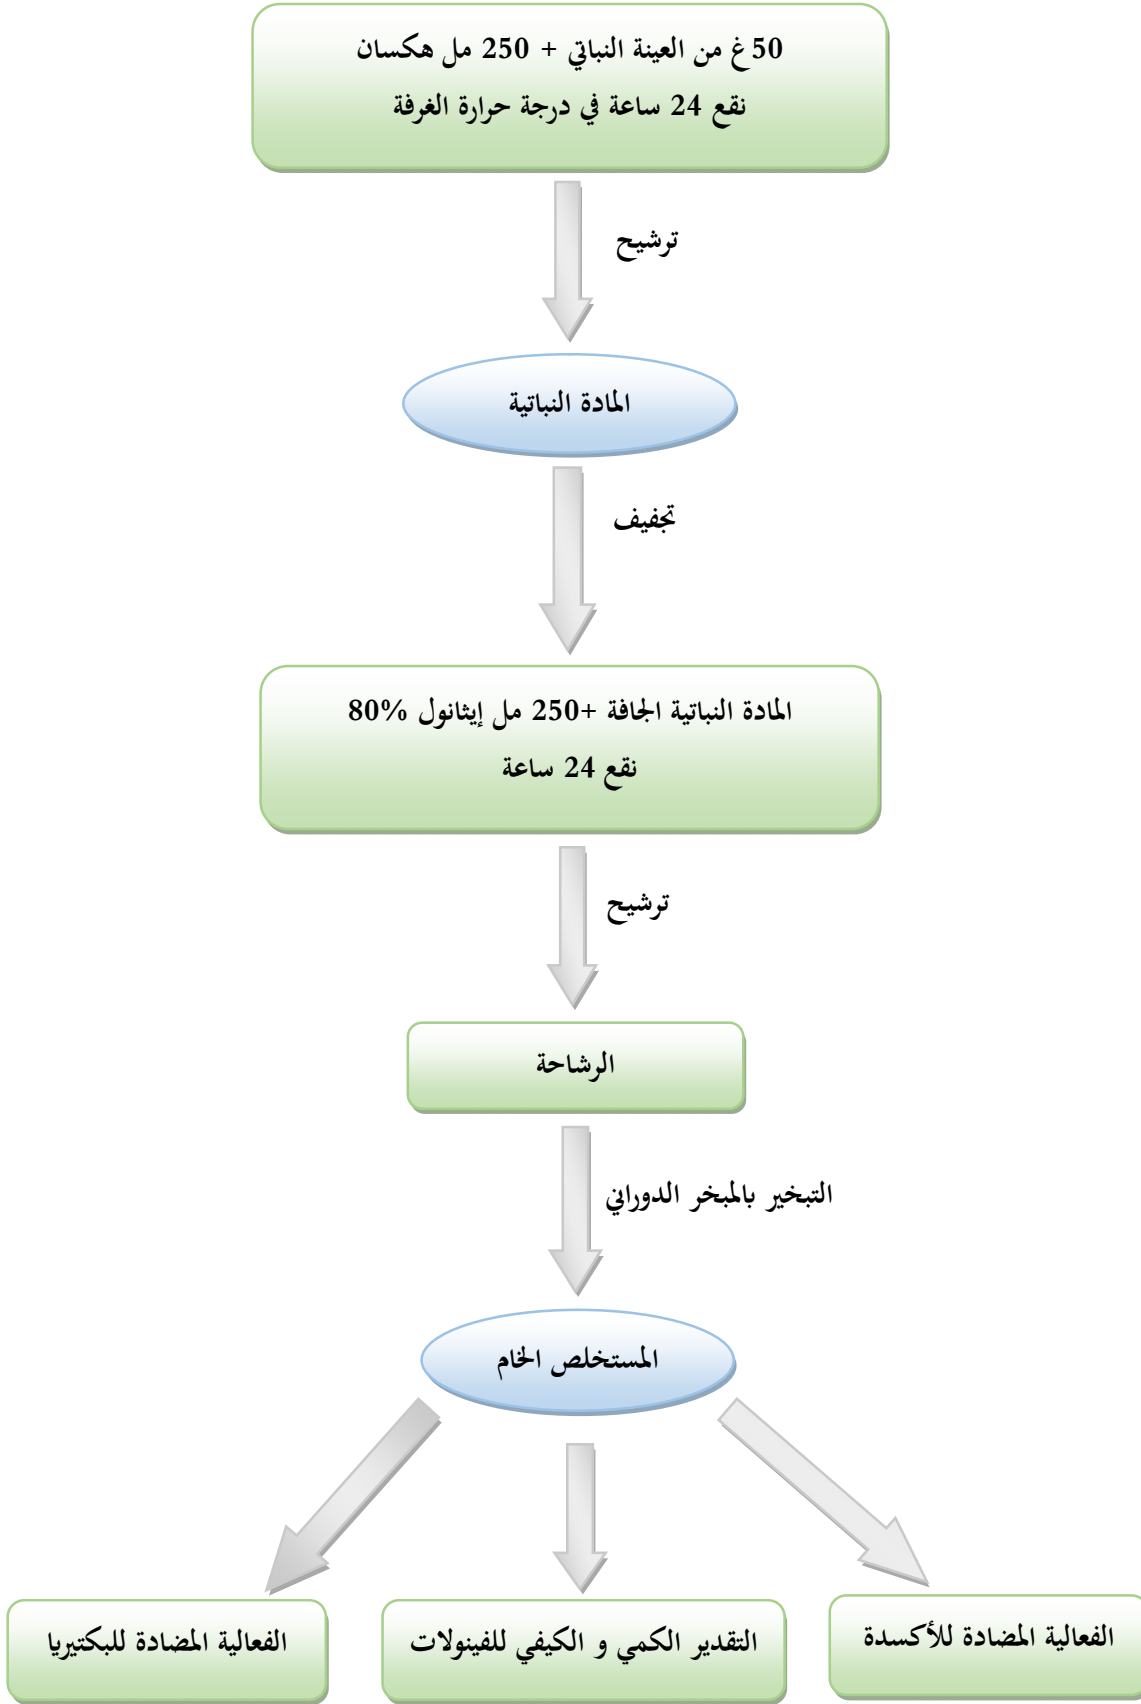 50 غ من العينة النباتي + 250 مل هكسان
نقع 24 ساعة في درجة حرارة الغرفة
ترشيح
المادة النباتية
تجفيف
المادة النباتية الجافة +250 مل إيثانول 80%
نقع 24 ساعة
ترشيح
الرشاحة
التبخير بالمبخر الدوراني
المستخلص الخام
الفعالية المضادة للأكسدة
التقدير الكمي و الكيفي للفينولات
الفعالية المضادة للبكتيريا